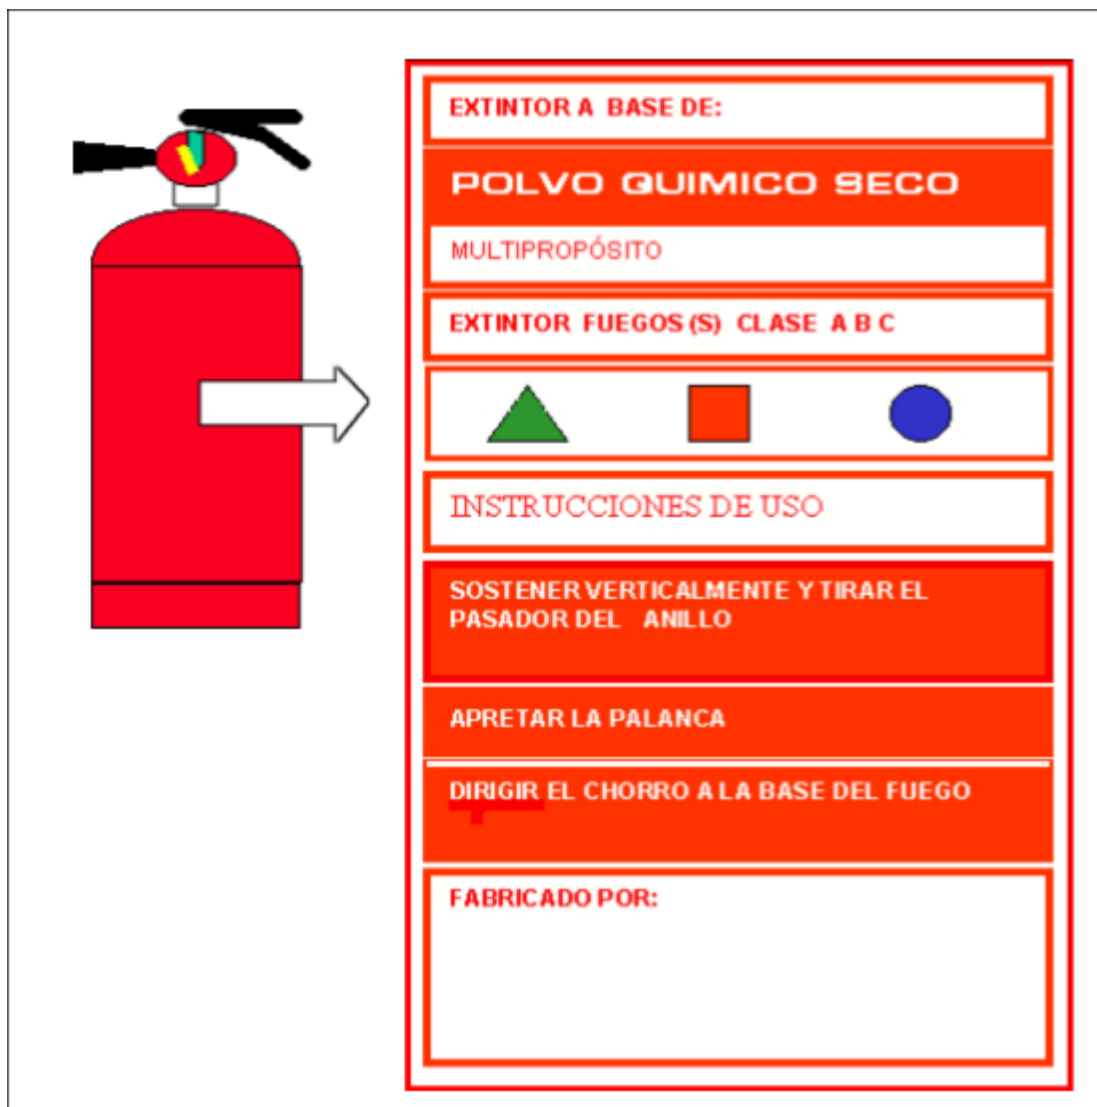 EXTINTOR A BASE DE:
POLVO QUIMICO SECO
MULTIPROPÓSITO
EXTINTOR FUEGOS (S) CLASE A B C
INSTRUCCIONES DE USO
SOSTENER VERTICALMENTE Y TIRAR EL
PASADOR DEL ANILLO
APRETAR LA PALANCA
DIRIGIR EL CHORRO A LA BASE DEL FUEGO
FABRICADO POR: